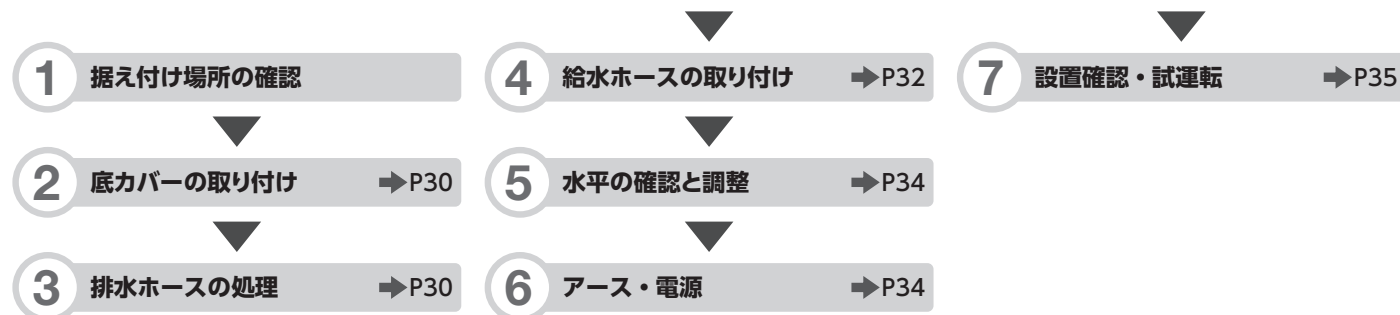 1 据え付け場所の確認
2 底カバーの取り付け ➡P30
3 排水ホースの処理 ➡P30
4 給水ホースの取り付け ➡P32
5 水平の確認と調整 ➡P34
6 アース・電源 ➡P34
7 設置確認・試運転 ➡P35